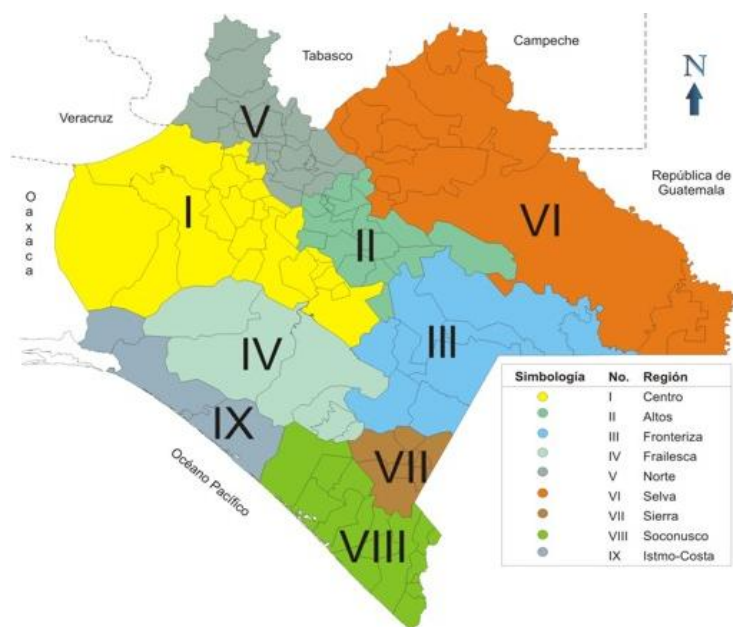 Campeche
Tabasco
N
Veracruz
V
República de
Guatemala
Oaxaca
I
VI
II
III
IV
IX
VII
VIII
Océano Pacífico
Simbología No. Región
I Centro
II Altos
III Fronteriza
IV Frailesca
V Norte
VI Selva
VII Sierra
VIII Soconusco
IX Istmo-Costa